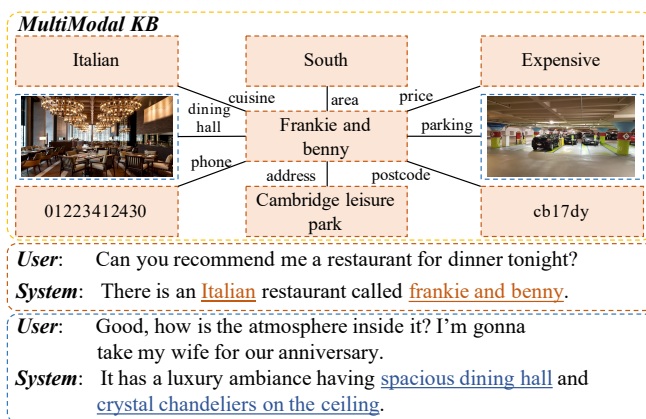 MultiModal KB
Italian
South
Expensive
cuisine
area
price
dining
hall
Frankie and
benny
parking
phone
address
postcode
01223412430
Cambridge leisure
park
cb17dy
User: Can you recommend me a restaurant for dinner tonight?
System: There is an Italian restaurant called frankie and benny.
User: Good, how is the atmosphere inside it? I’m gonna
take my wife for our anniversary.
System: It has a luxury ambiance having spacious dining hall and
crystal chandeliers on the ceiling.